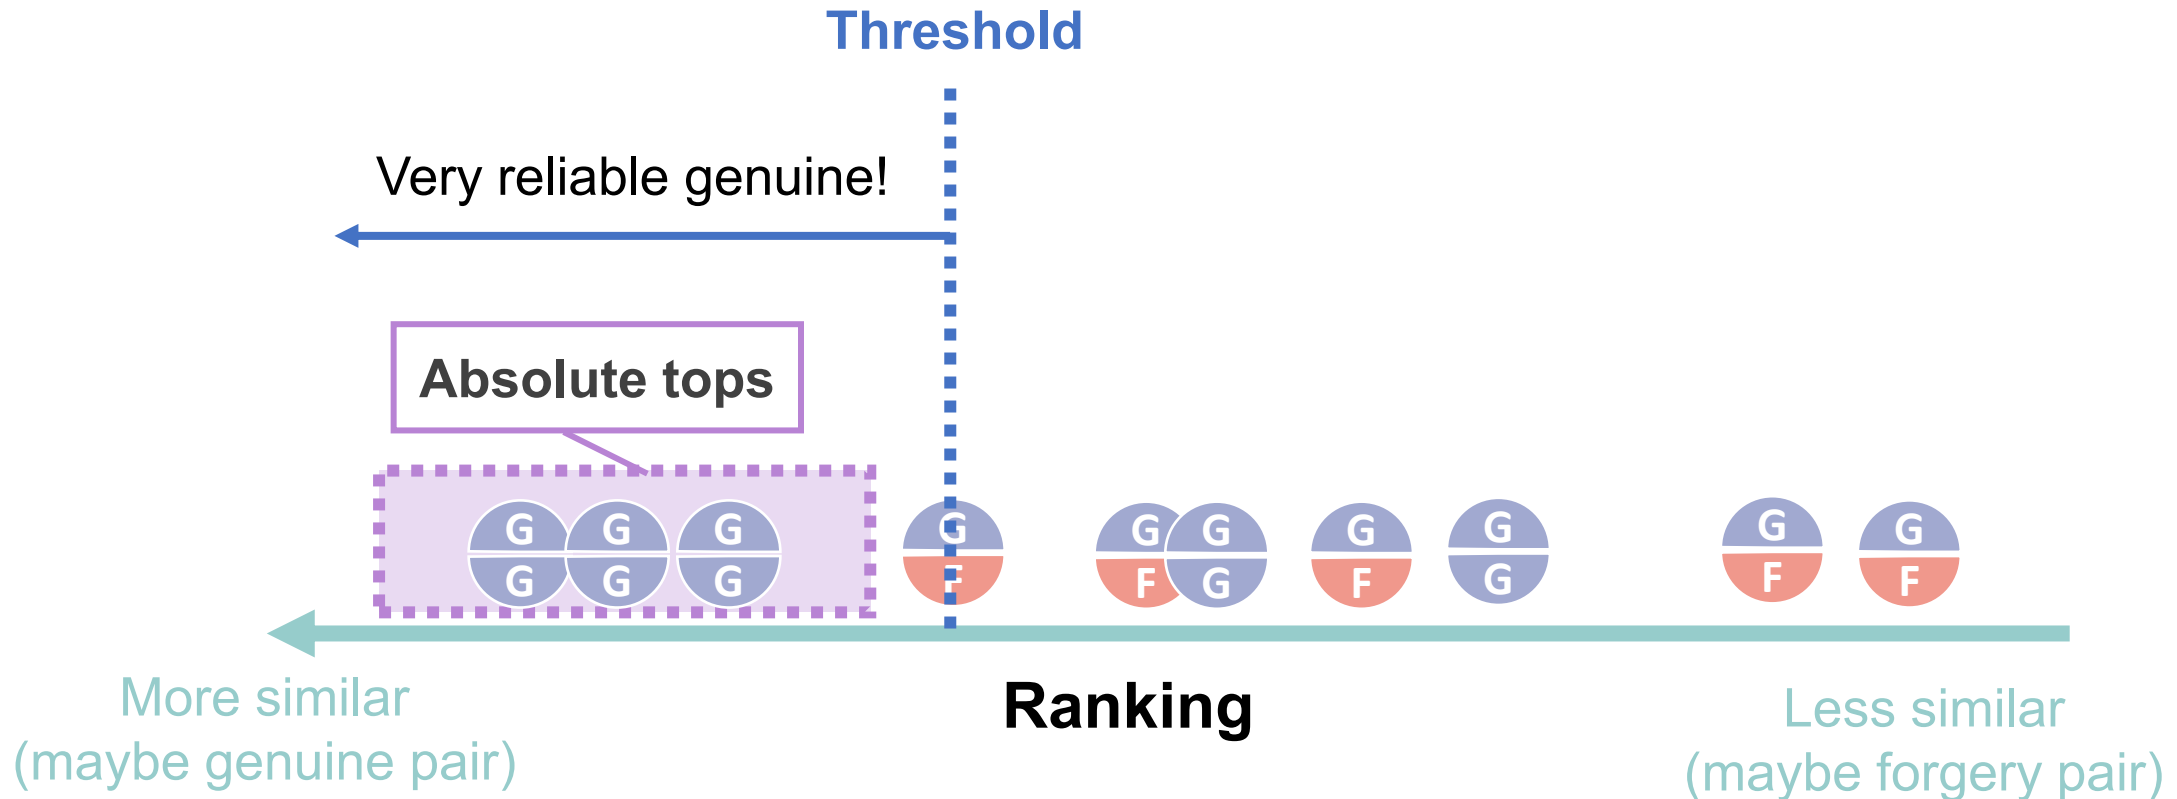 Threshold
Very reliable genuine!
Absolute tops
G G G G G G G G G G
G G G F F G F G F F
Ranking
More similar
(maybe genuine pair)
Less similar
(maybe forgery pair)